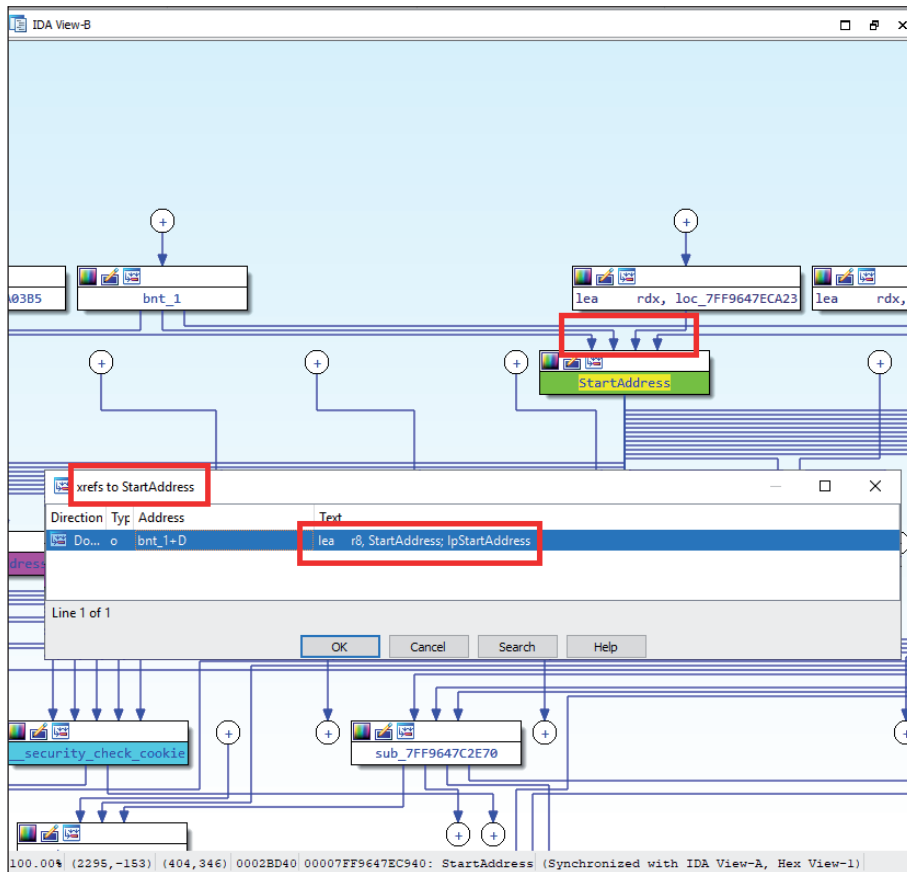 IDA View-B
A03B5
bnt_1
lea rdx, loc_7FF9647ECA23
lea rdx,
StartAddress
xrefs to StartAddress
Direction Typ Address Text
Do... o bnt_1+D lea r8, StartAddress; lpStartAddress
dress
Line 1 of 1
OK Cancel Search Help
__security_check_cookie
sub_7FF9647C2E70
100.00% (2295,-153) (404,346) 0002BD40 00007FF9647EC940: StartAddress (Synchronized with IDA View-A, Hex View-1)